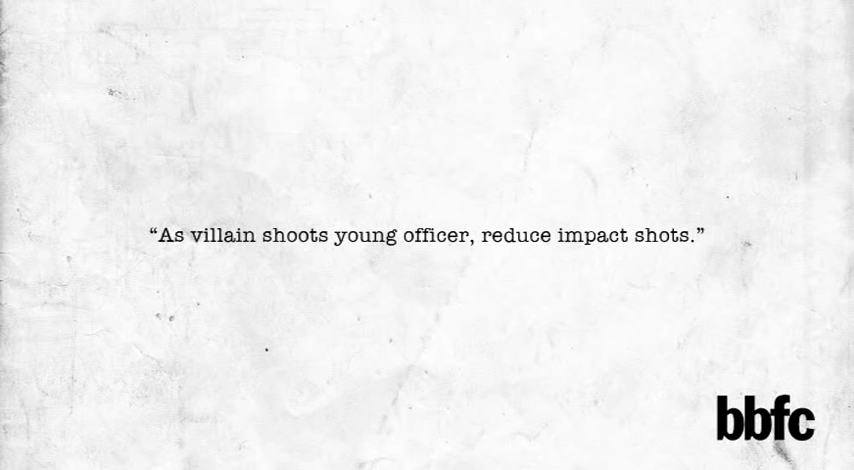 “As villain shoots young officer, reduce impact shots.”
bbfc